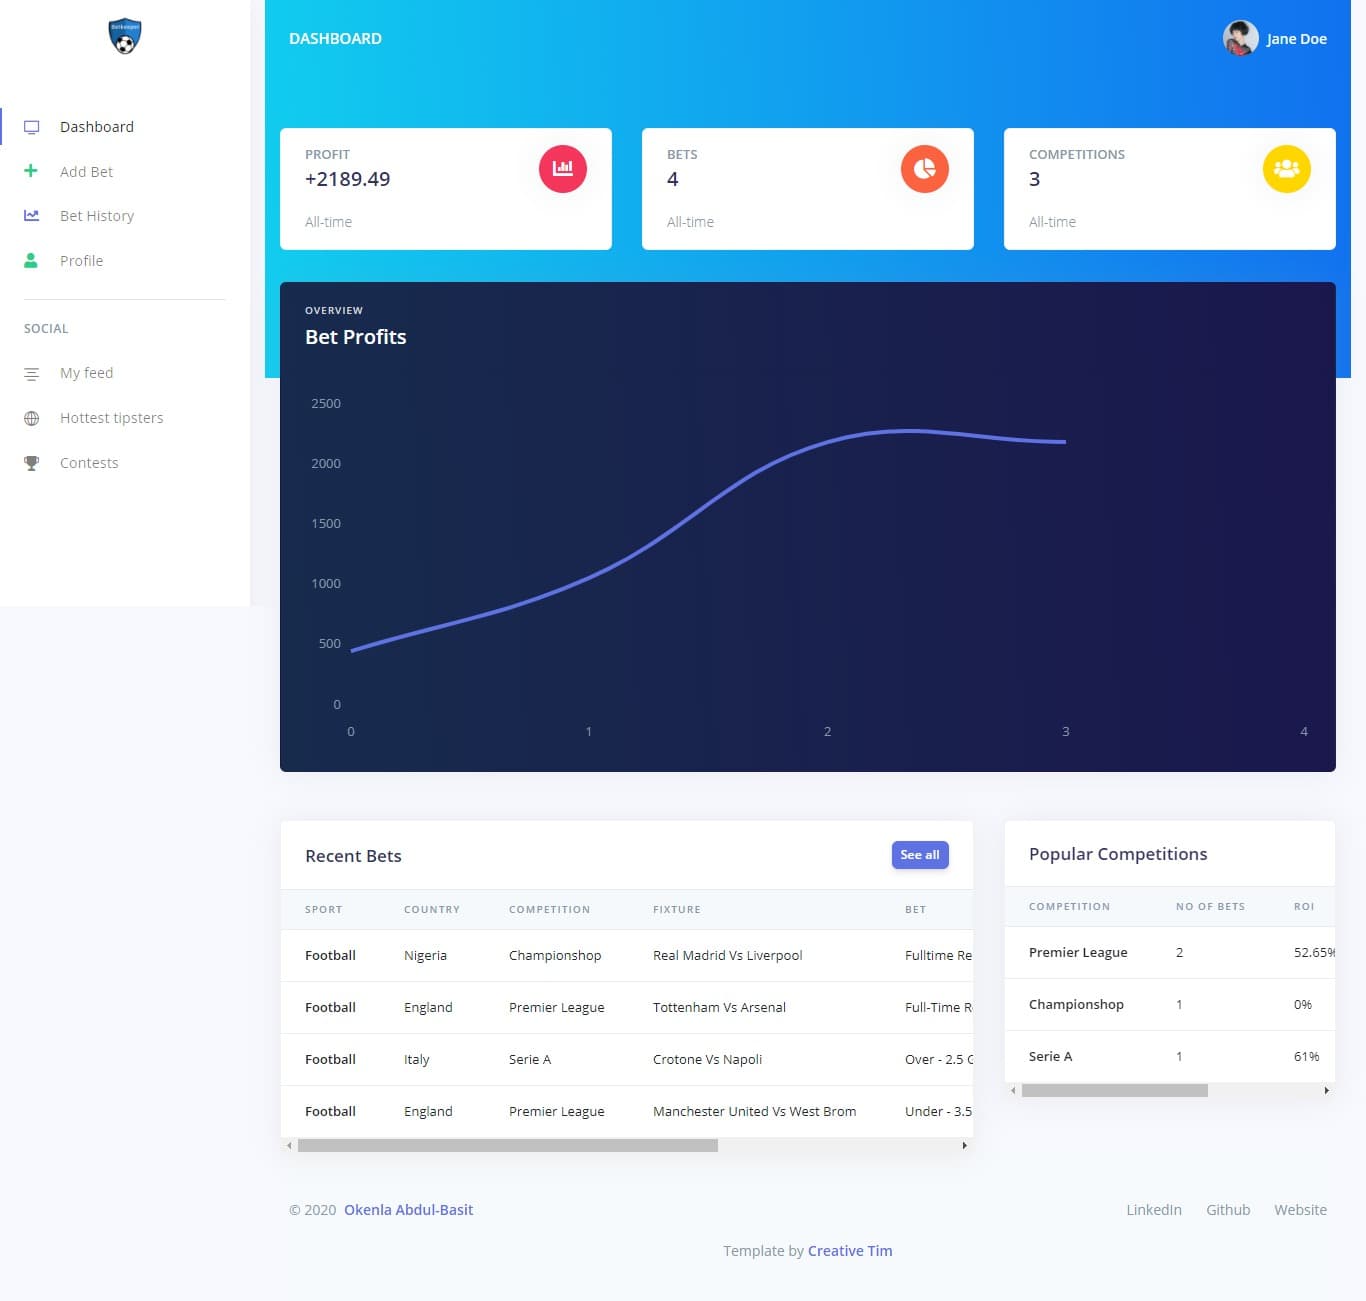 Betkeeper
Dashboard
Add Bet
Bet History
Profile
SOCIAL
My feed
Hottest tipsters
Contests
DASHBOARD
Jane Doe
PROFIT
+2189.49
All-time
BETS
4
All-time
COMPETITIONS
3
All-time
OVERVIEW
Bet Profits
2500
2000
1500
1000
500
0
0 1 2 3 4
Recent Bets
See all
SPORT COUNTRY COMPETITION FIXTURE BET
Football Nigeria Championshop Real Madrid Vs Liverpool Fulltime Re
Football England Premier League Tottenham Vs Arsenal Full-Time R
Football Italy Serie A Crotone Vs Napoli Over - 2.5
Football England Premier League Manchester United Vs West Brom Under - 3.5
Popular Competitions
COMPETITION NO OF BETS ROI
Premier League 2 52.65%
Championshop 1 0%
Serie A 1 61%
© 2020 Okenla Abdul-Basit
LinkedIn Github Website
Template by Creative Tim